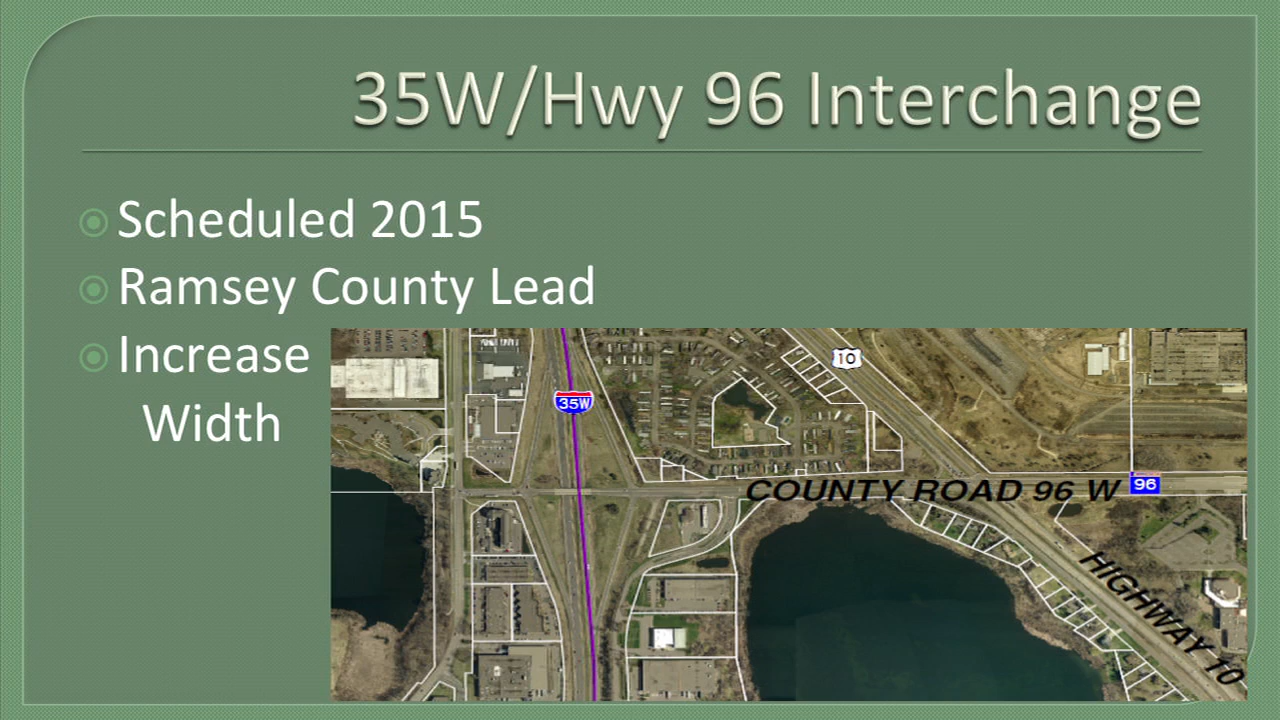 35W/Hwy 96 Interchange
Scheduled 2015
Ramsey County Lead
Increase
Width
10
35W
COUNTY ROAD 96 W
96
HIGHWAY 10